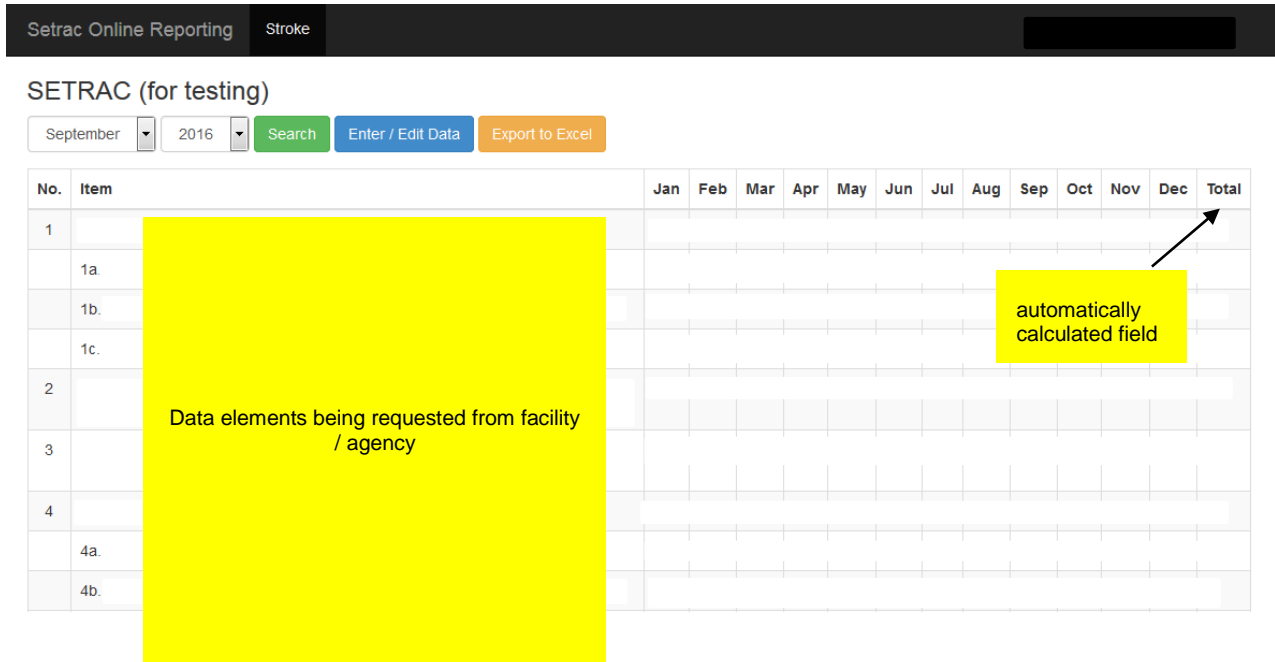 Setrac Online Reporting Stroke
SETRAC (for testing)
September 2016 Search Enter / Edit Data Export to Excel
No. Item Jan Feb Mar Apr May Jun Jul Aug Sep Oct Nov Dec Total
1
1a.
automatically
calculated field
1b.
1c.
2
Data elements being requested from facility
/ agency
3
4
4a.
4b.